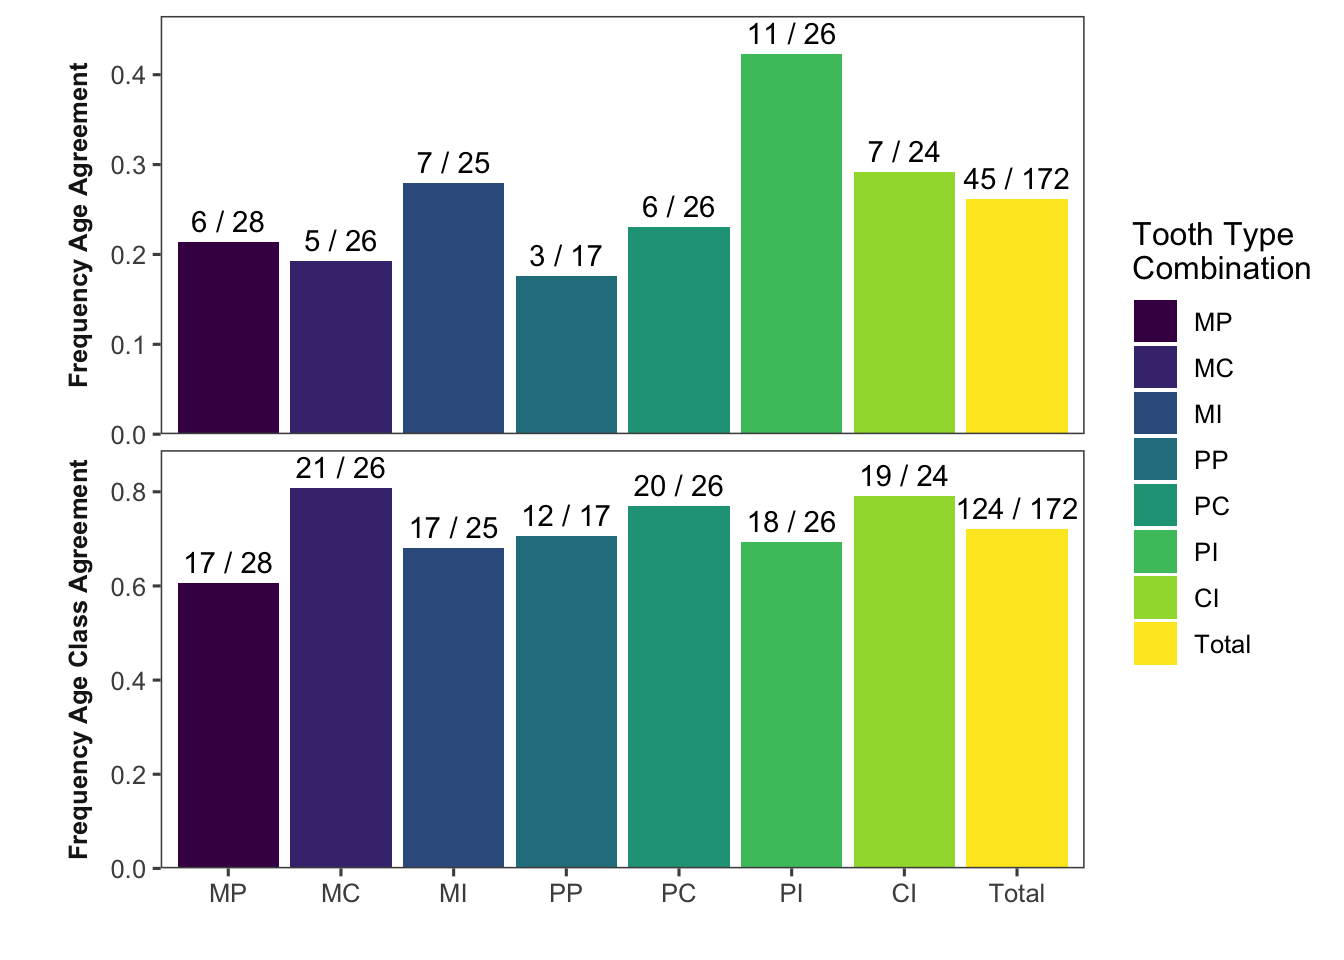 Frequency Age Agreement
0.4
0.3
0.2
0.1
0.0
6 / 28
5 / 26
7 / 25
3 / 17
6 / 26
11 / 26
7 / 24
45 / 172
Frequency Age Class Agreement
0.8
0.6
0.4
0.2
0.0
17 / 28
21 / 26
17 / 25
12 / 17
20 / 26
18 / 26
19 / 24
124 / 172
MP MC MI PP PC PI CI Total
Tooth Type
Combination
MP
MC
MI
PP
PC
PI
CI
Total